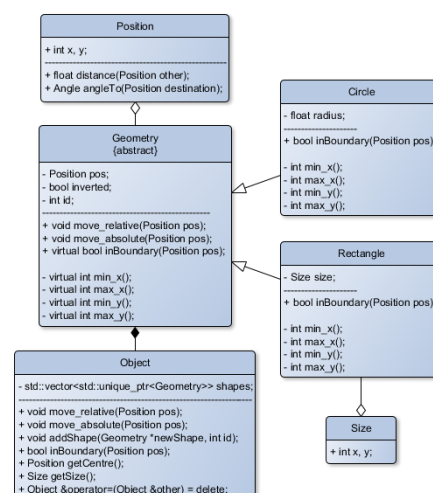 Position
+ int x, y;
+ float distance(Position other);
+ Angle angleTo(Position destination);
Geometry
{abstract}
- Position pos;
- bool inverted;
- int id;
+ void move_relative(Position pos);
+ void move_absolute(Position pos);
+ virtual bool inBoundary(Position pos);
- virtual int min_x();
- virtual int max_x();
- virtual int min_y();
- virtual int max_y();
Circle
- float radius;
+ bool inBoundary(Position pos)
- int min_x();
- int max_x();
- int min_y();
- int max_y();
Rectangle
- Size size;
+ bool inBoundary(Position pos)
- int min_x();
- int max_x();
- int min_y();
- int max_y();
Object
- std::vector<std::unique_ptr<Geometry>> shapes;
+ void move_relative(Position pos);
+ void move_absolute(Position pos);
+ void addShape(Geometry *newShape, int id);
+ bool inBoundary(Position pos);
+ Position getCentre();
+ Size getSize();
+ Object &operator=(Object &other) = delete;
Size
+ int x, y;